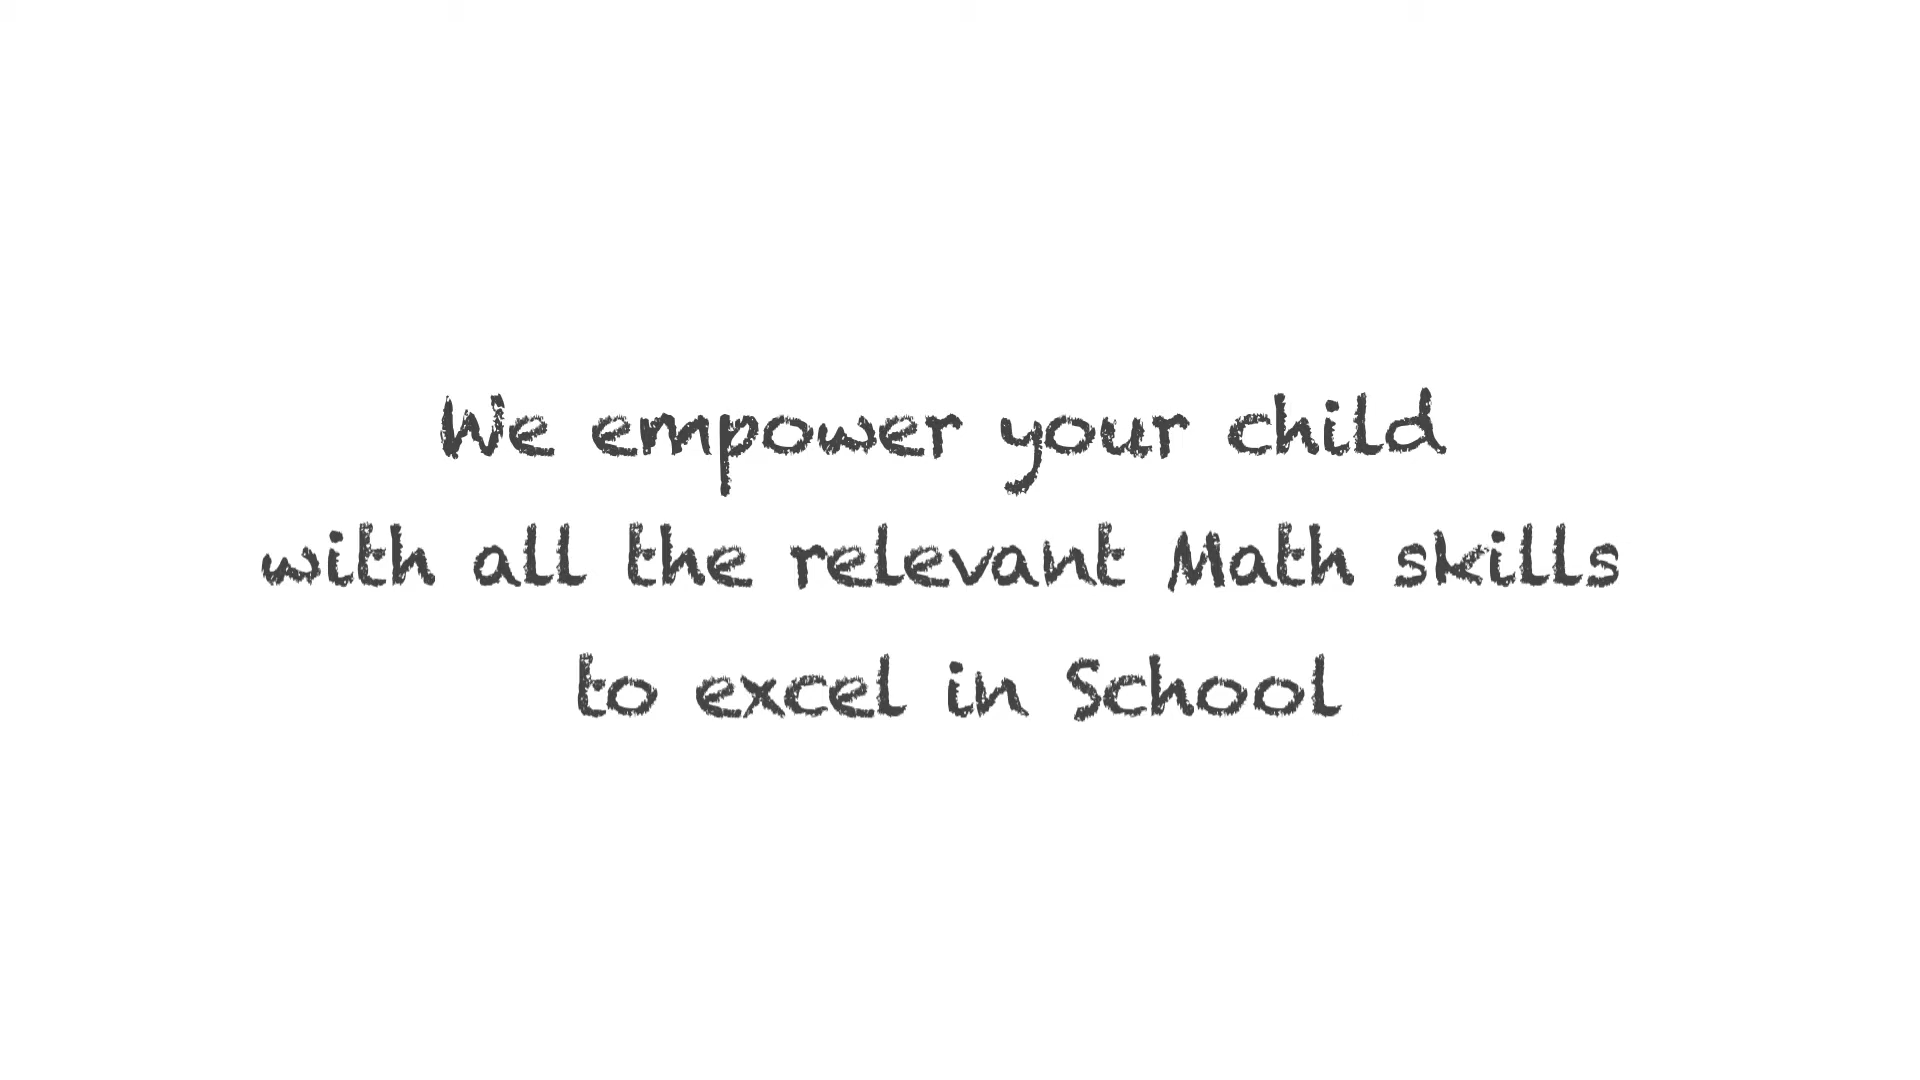 We empower your child
with all the relevant Math skills
to excel in School